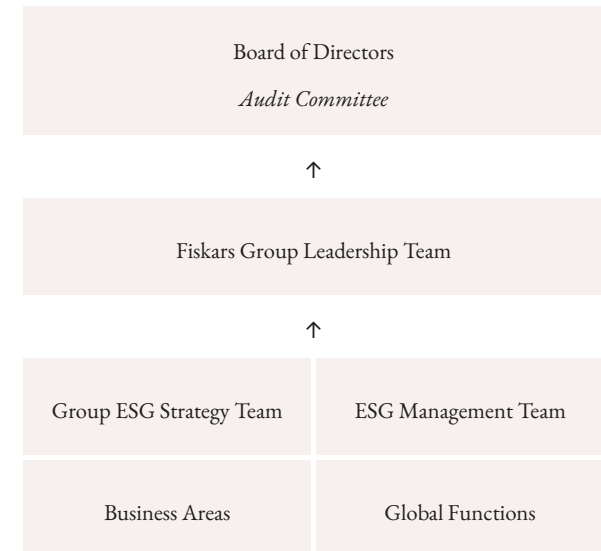 Board of Directors
Audit Committee
↑
Fiskars Group Leadership Team
↑
Group ESG Strategy Team
ESG Management Team
Business Areas
Global Functions